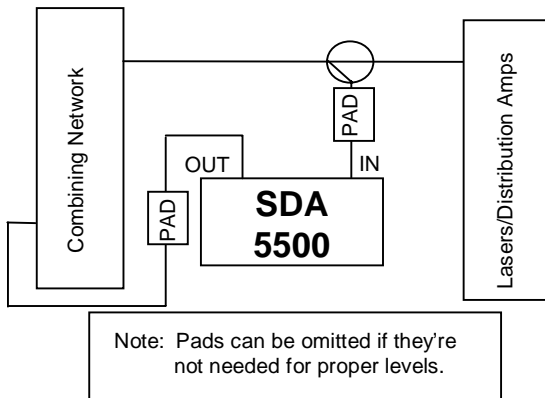 Combining Network
PAD
OUT
IN
PAD
SDA
5500
Lasers/Distribution Amps
Note: Pads can be omitted if they're
not needed for proper levels.